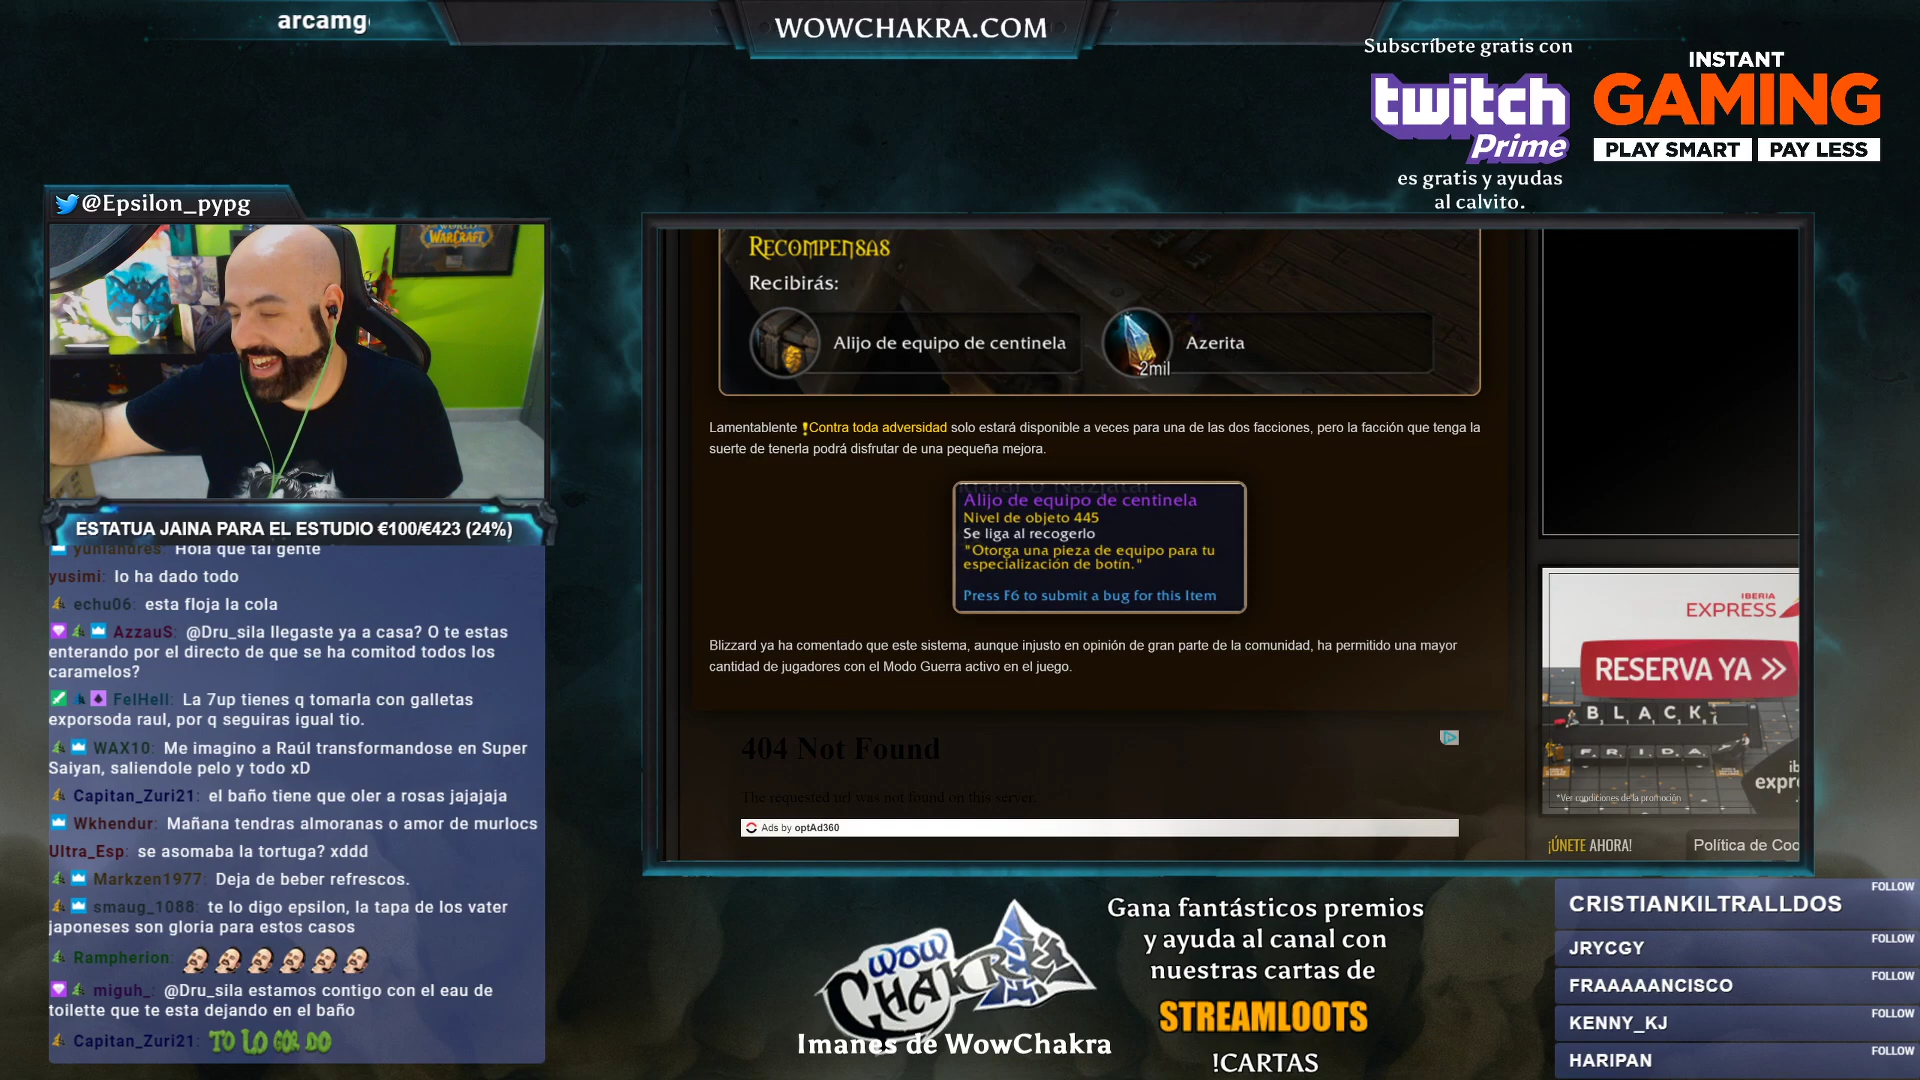 arcamg
WOWCHAKRA.COM
Subscríbete gratis con
twitch
Prime
es gratis y ayudas
al calvito.
INSTANT
GAMING
PLAY SMART PAY LESS
@Epsilon_pypg
WORLD
WARCRAFT
ESTATUA JAINA PARA EL ESTUDIO €100/€423 (24%)
yunlandres: Hola que tal gente
yusimi: lo ha dado todo
echu06: esta floja la cola
AzzauS: @Dru_sila llegaste ya a casa? O te estas
enterando por el directo de que se ha comitod todos los
caramelos?
FelHell: La 7up tienes q tomarla con galletas
exporsoda raul, por q seguiras igual tio.
WAX10: Me imagino a Raúl transformandose en Super
Saiyan, saliendole pelo y todo xD
Capitan_Zuri21: el baño tiene que oler a rosas jajajaja
Wkhendur: Mañana tendras almoranas o amor de murlocs
Ultra_Esp: se asomaba la tortuga? xddd
Markzen1977: Deja de beber refrescos.
smaug_1088: te lo digo epsilon, la tapa de los vater
japoneses son gloria para estos casos
Rampherion:
miguh_: @Dru_sila estamos contigo con el eau de
toilette que te esta dejando en el baño
Capitan_Zuri21: TO LO GOR DO
Recompensas
Recibirás:
Alijo de equipo de centinela
2mil
Azerita
Lamentablente !Contra toda adversidad solo estará disponible a veces para una de las dos facciones, pero la facción que tenga la
suerte de tenerla podrá disfrutar de una pequeña mejora.
Alijo de equipo de centinela
Nivel de objeto 445
Se liga al recogerlo
"Otorga una pieza de equipo para tu
especialización de botín."
Press F6 to submit a bug for this Item
Blizzard ya ha comentado que este sistema, aunque injusto en opinión de gran parte de la comunidad, ha permitido una mayor
cantidad de jugadores con el Modo Guerra activo en el juego.
404 Not Found
The requested url was not found on this server.
Ads by optAd360
IBERIA
EXPRESS
RESERVA YA >>
BLACK
FRIDAY
ib
expr
*Ver condiciones de la promoción
¡ÚNETE AHORA!
Política de Coo
WOW
CHAKRA
Imanes de WowChakra
Gana fantásticos premios
y ayuda al canal con
nuestras cartas de
STREAMLOOTS
!CARTAS
CRISTIANKILTRALLDOS FOLLOW
JRYCGY FOLLOW
FRAAAAANCISCO FOLLOW
KENNY_KJ FOLLOW
HARIPAN FOLLOW